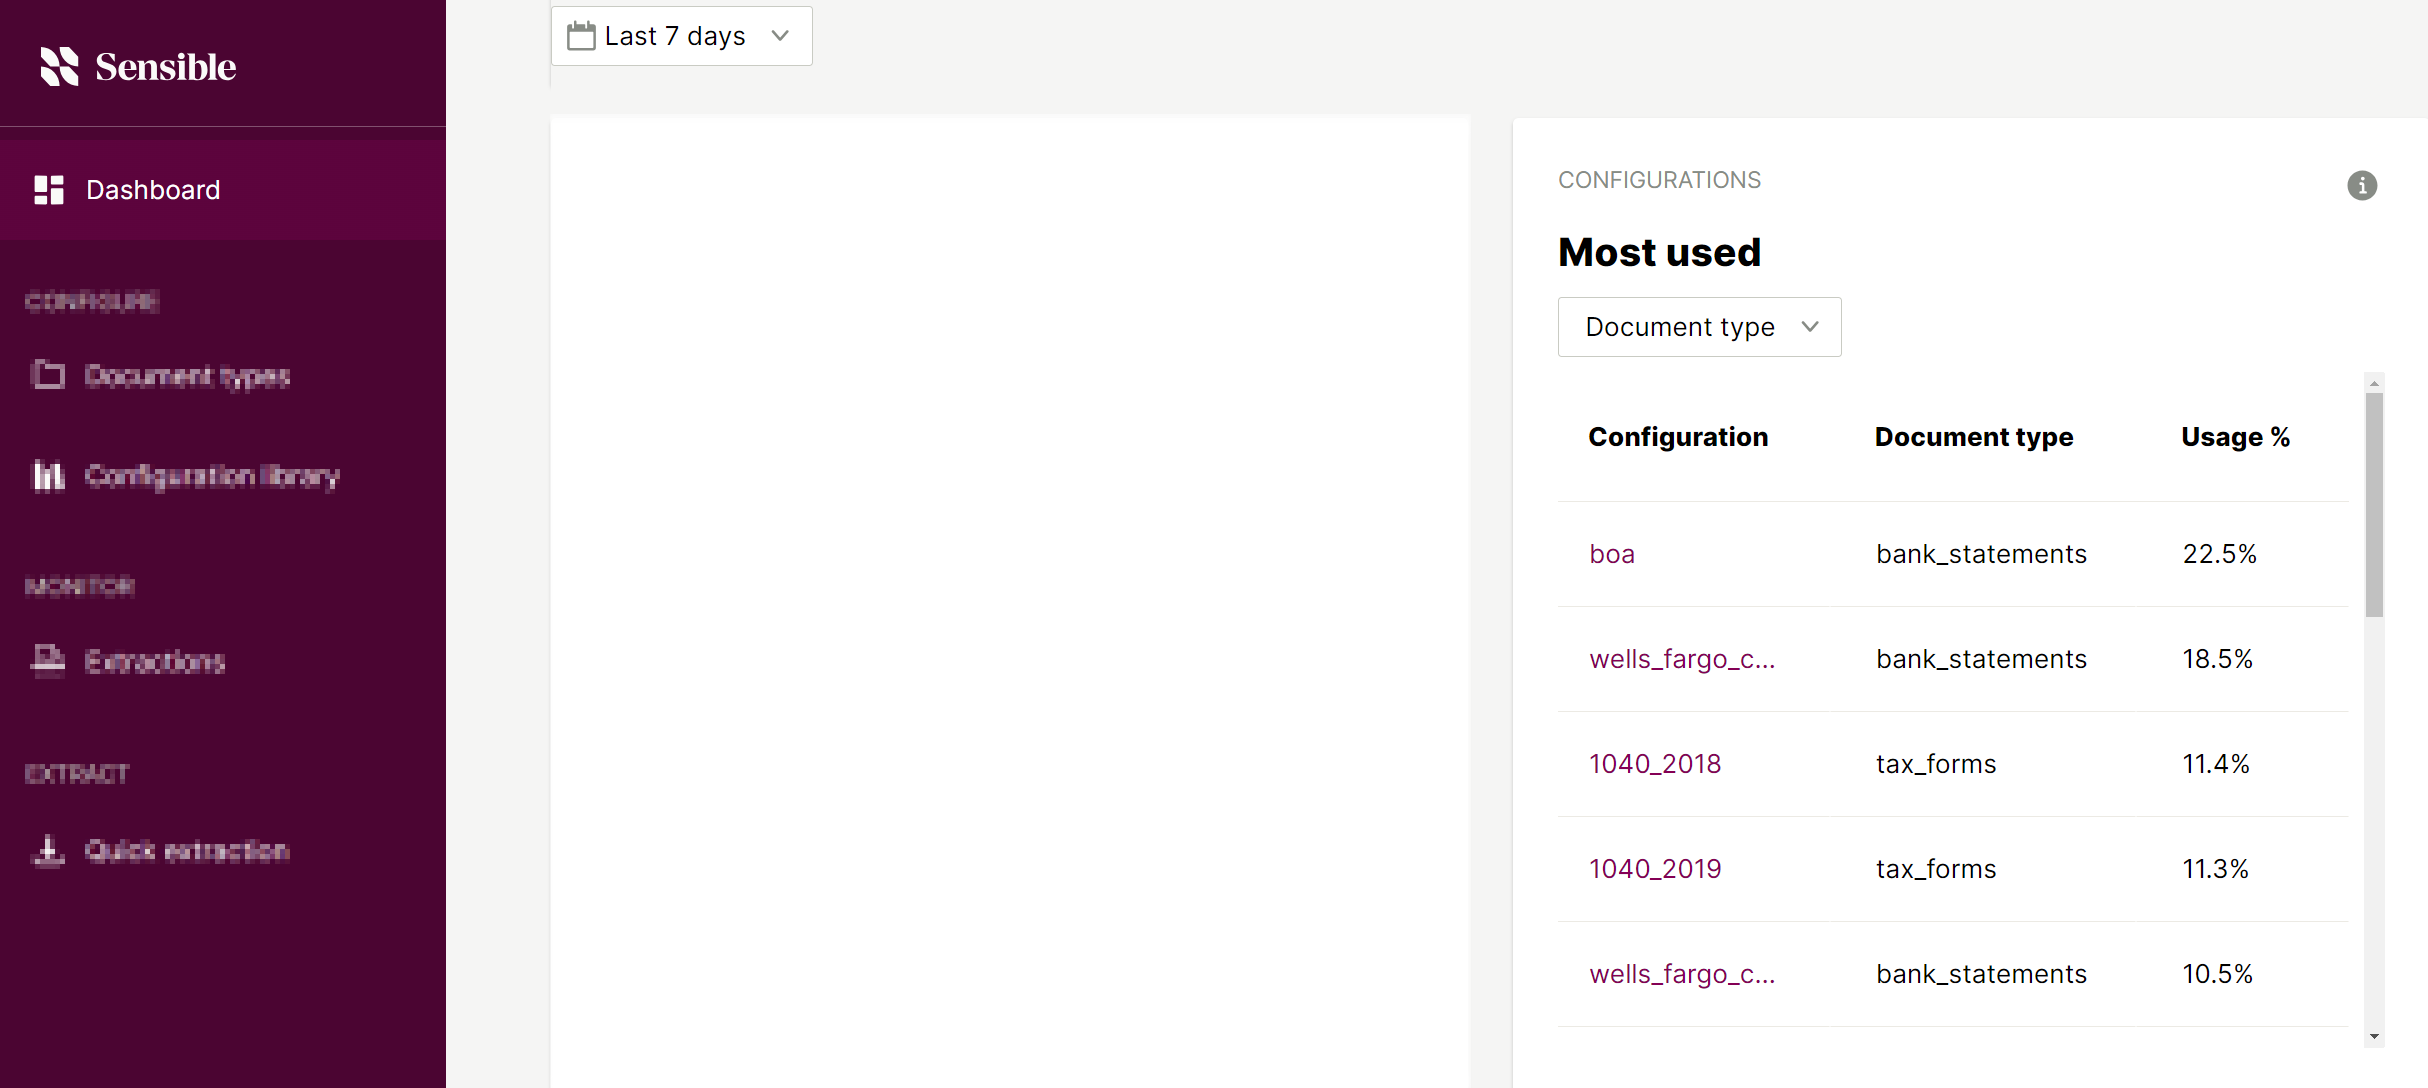 Sensible
Dashboard
CONFIGURE
Document types
Configuration library
MONITOR
Extractions
EXTRACT
Quick extraction
Last 7 days
CONFIGURATIONS
Most used
Document type
Configuration Document type Usage %
boa bank_statements 22.5%
wells_fargo_c... bank_statements 18.5%
1040_2018 tax_forms 11.4%
1040_2019 tax_forms 11.3%
wells_fargo_c... bank_statements 10.5%